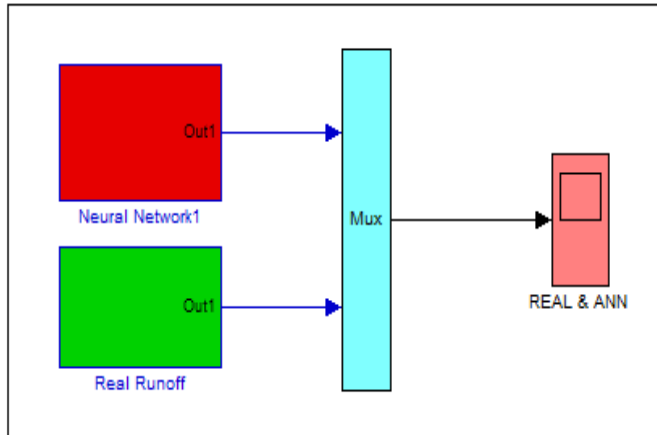 Out1
Neural Network1
Out1
Real Runoff
Mux
REAL & ANN